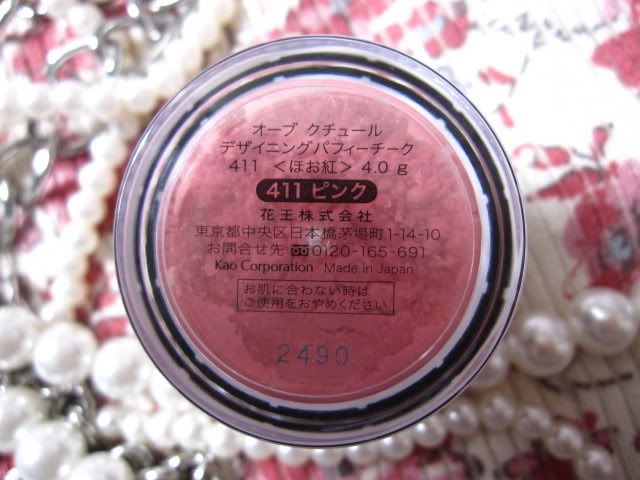 オーブ クチュール
デザイニングパフィーチーク
411 <ほお紅> 4.0 g
411 ピンク
花王株式会社
東京都中央区日本橋茅場町1-14-10
お問合せ先 0120-165-691
Kao Corporation Made in Japan
お肌に合わない時は
ご使用をおやめください
2490